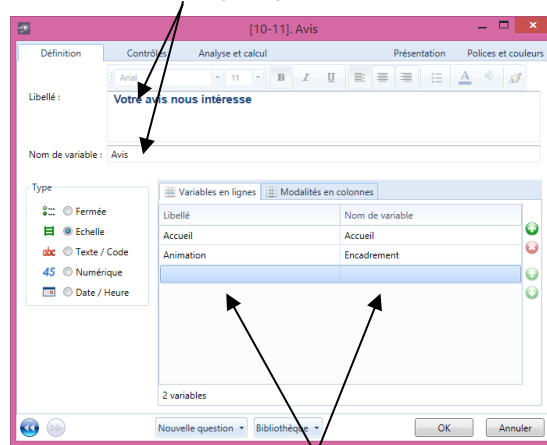 [10-11]. Avis
Définition Contrôles Analyse et calcul Présentation Polices et couleurs
Arial 11 B I U A
Libellé : Votre avis nous intéresse
Nom de variable : Avis
Type
Fermée
Echelle
abc Texte / Code
45 Numérique
Date / Heure
Variables en lignes Modalités en colonnes
Libellé Nom de variable
Accueil Accueil
Animation Encadrement
2 variables
Nouvelle question Bibliothèque OK Annuler